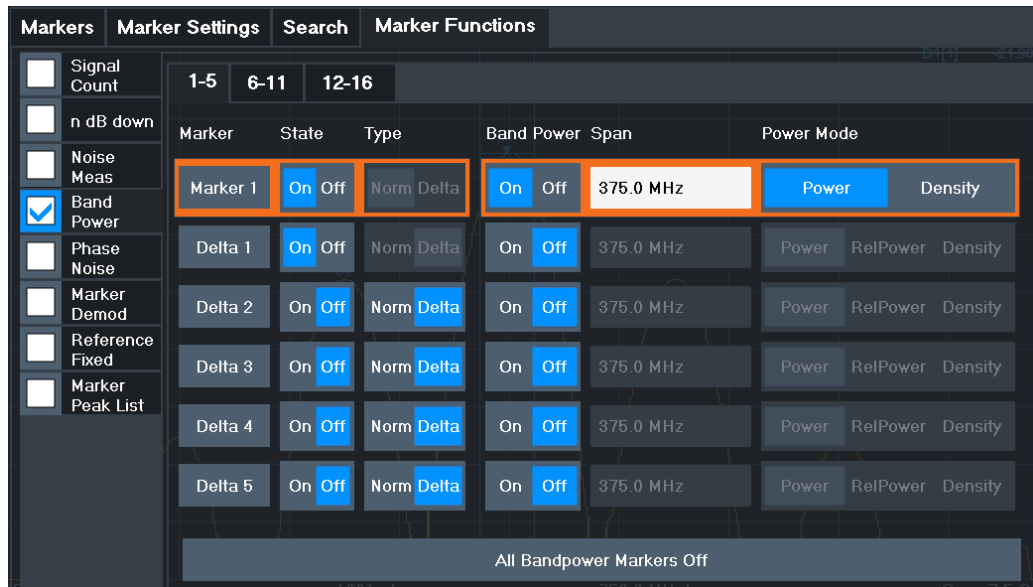 Markers Marker Settings Search Marker Functions
D1[1]
Signal Count
1-5 6-11 12-16
n dB down
Marker State Type Band Power Span Power Mode
Noise Meas
Marker 1 On Off Norm Delta On Off 375.0 MHz Power Density
Band Power
Delta 1 On Off Norm Delta On Off 375.0 MHz Power RelPower Density
Phase Noise
Marker Demod
Delta 2 On Off Norm Delta On Off 375.0 MHz Power RelPower Density
Reference Fixed
Delta 3 On Off Norm Delta On Off 375.0 MHz Power RelPower Density
Marker Peak List
Delta 4 On Off Norm Delta On Off 375.0 MHz Power RelPower Density
Delta 5 On Off Norm Delta On Off 375.0 MHz Power RelPower Density
All Bandpower Markers Off